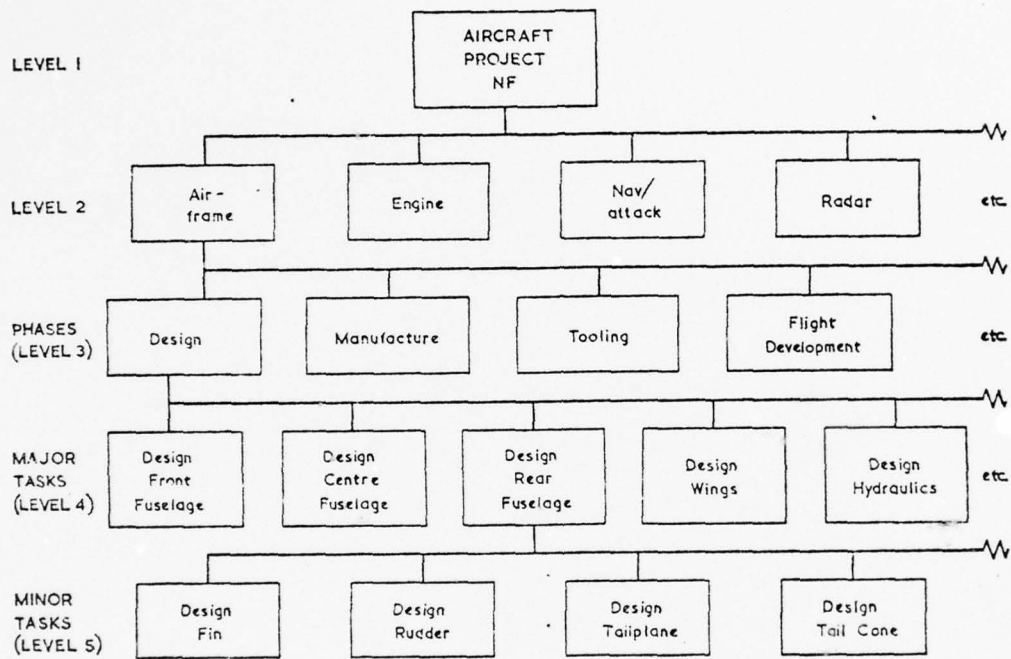 LEVEL 1
AIRCRAFT
PROJECT
NF
LEVEL 2
Air-
frame
Engine
Nav/
attack
Radar
etc
PHASES
(LEVEL 3)
Design
Manufacture
Tooling
Flight
Development
etc
MAJOR
TASKS
(LEVEL 4)
Design
Front
Fuselage
Design
Centre
Fuselage
Design
Rear
Fuselage
Design
Wings
Design
Hydraulics
etc
MINOR
TASKS
(LEVEL 5)
Design
Fin
Design
Rudder
Design
Tailplane
Design
Tail Cone